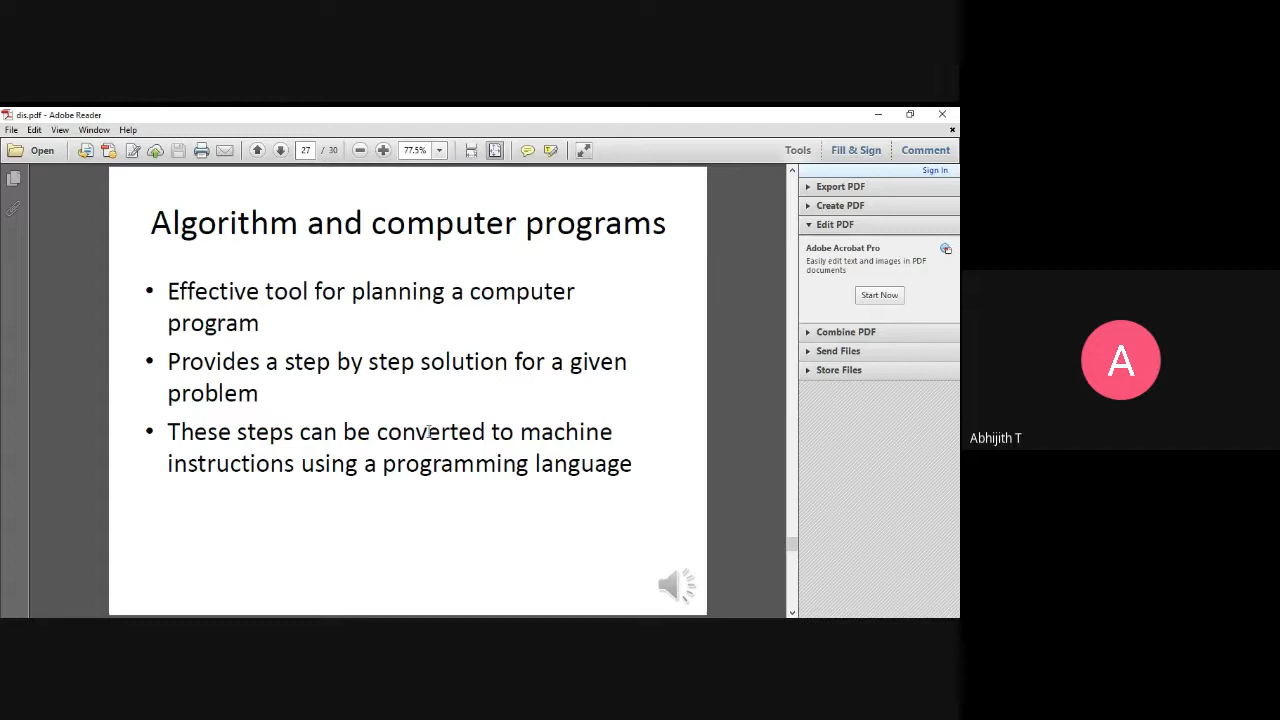 dis.pdf - Adobe Reader
File Edit View Window Help
Open 27 / 30 77.5% Tools Fill & Sign Comment
Sign In
Export PDF
Create PDF
Edit PDF
Adobe Acrobat Pro
Easily edit text and images in PDF
documents
Start Now
Combine PDF
Send Files
Store Files
Algorithm and computer programs
• Effective tool for planning a computer
program
• Provides a step by step solution for a given
problem
• These steps can be converted to machine
instructions using a programming language
A
Abhijith T